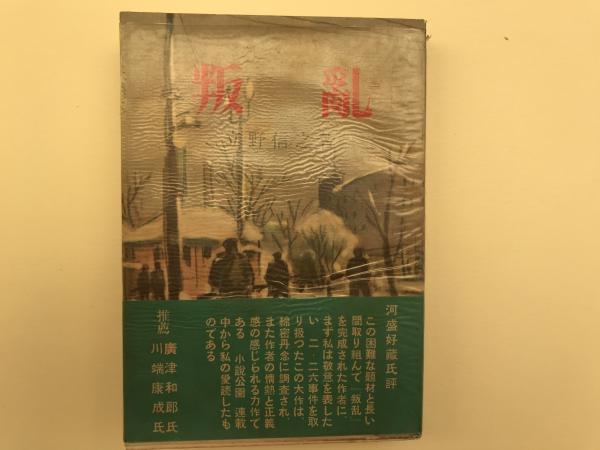 叛亂
立野信之
河盛好蔵氏評
この困難な題材と長い
間取り組んで『叛乱』
を完成された作者に、
まず私は敬意を表した
い 二・二六事件を取
り扱つたこの大作は、
綿密丹念に調査され、
また作者の情熱と正義
感の感じられる力作で
ある 小説公園 連載
中から私の愛読したも
のである
推薦
廣津和郎氏
川端康成氏